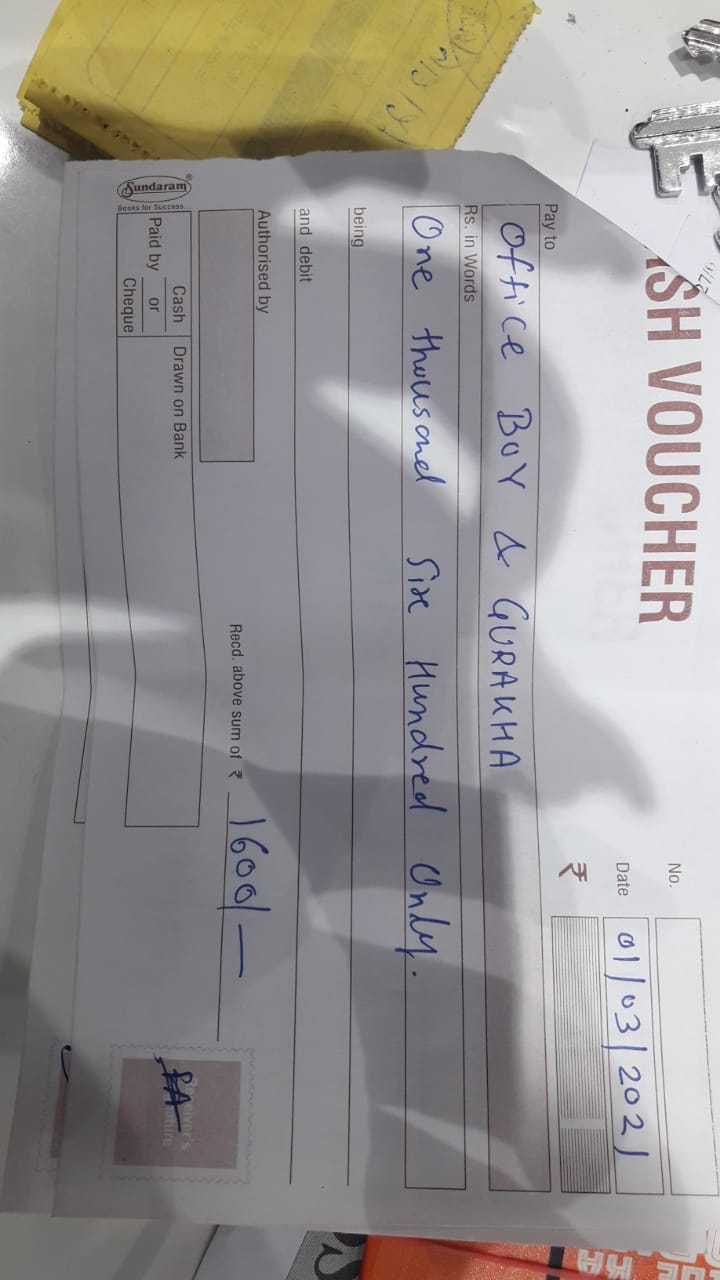 SH VOUCHER
No.
Date 01/03/2021
₹
Pay to
Office BOY & GURAKHA
Rs. in Words
One thousand Six Hundred Only.
being
and debit
Authorised by
Recd. above sum of ₹ 1600/-
Sundaram®
Books for Success...
Paid by Cash or Cheque
Drawn on Bank
Receiver's